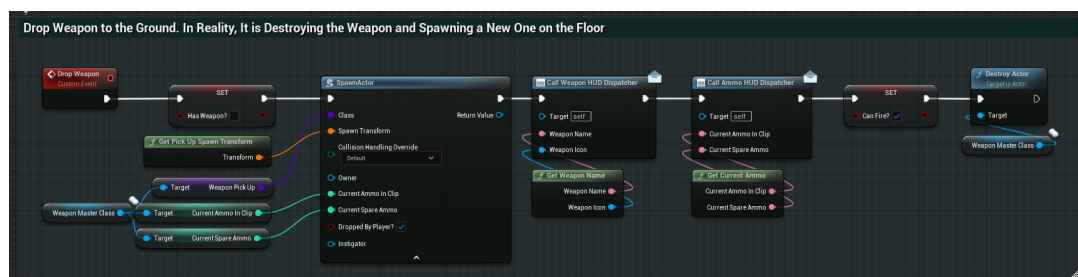 Drop Weapon to the Ground. In Reality, It is Destroying the Weapon and Spawning a New One on the Floor
Drop Weapon
Custom Event
SET
Has Weapon?
f Get Pick Up Spawn Transform
Transform
Target Weapon Pick Up
Weapon Master Class
Target Current Ammo In Clip
Target Current Spare Ammo
SpawnActor
Class Return Value
Spawn Transform
Collision Handling Override
Default
Owner
Current Ammo In Clip
Current Spare Ammo
Dropped By Player?
Instigator
Call Weapon HUD Dispatcher
Target self
Weapon Name
Weapon Icon
f Get Weapon Name
Weapon Name
Weapon Icon
Call Ammo HUD Dispatcher
Target self
Current Ammo In Clip
Current Spare Ammo
f Get Current Ammo
Current Ammo In Clip
Current Spare Ammo
SET
Can Fire?
f Destroy Actor
Target is Actor
Target
Weapon Master Class